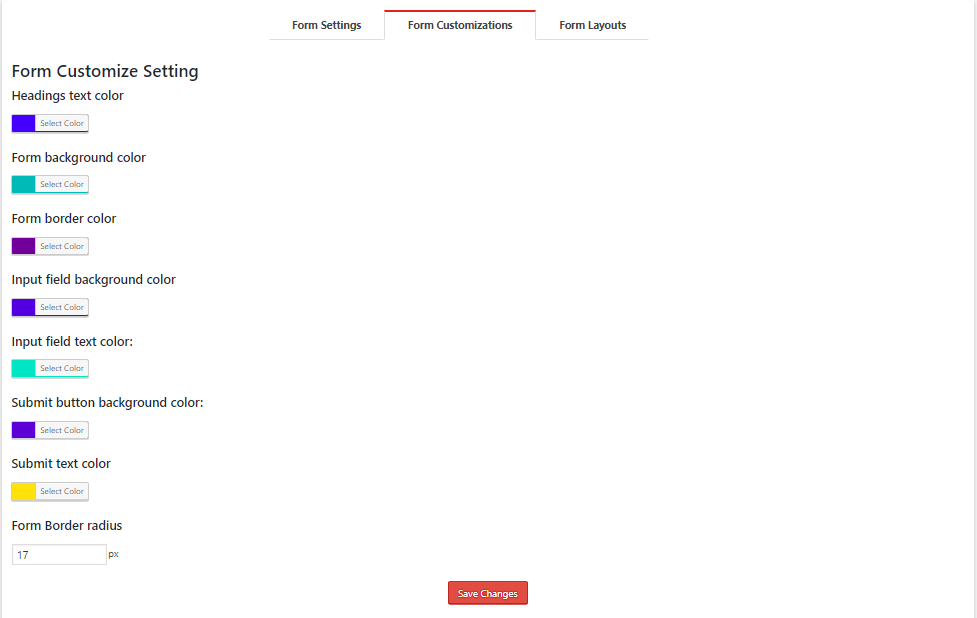 Form Settings Form Customizations Form Layouts
Form Customize Setting
Headings text color
Select Color
Form background color
Select Color
Form border color
Select Color
Input field background color
Select Color
Input field text color:
Select Color
Submit button background color:
Select Color
Submit text color
Select Color
Form Border radius
17 px
Save Changes